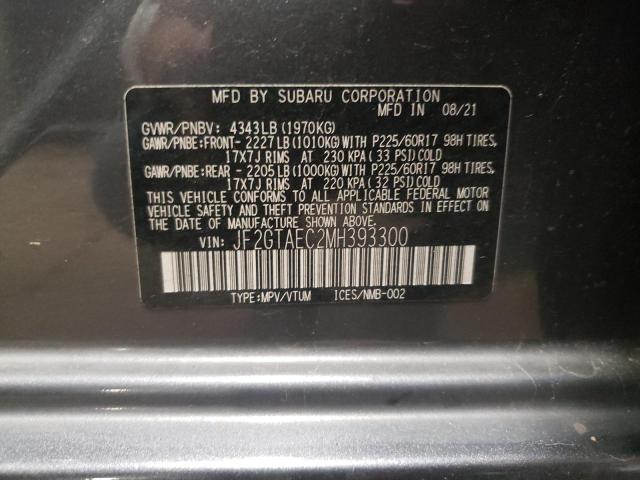 MFD BY SUBARU CORPORATION
MFD IN 08/21
GVWR/PNBV: 4343LB (1970KG)
GAWR/PNBE:FRONT- 2227 LB (1010KG) WITH P225/60R17 98H TIRES,
17X7J RIMS AT 230 KPA (33 PSI) COLD
GAWR/PNBE:REAR - 2205 LB (1000KG) WITH P225/60R17 98H TIRES,
17X7J RIMS AT 220 KPA (32 PSI) COLD
THIS VEHICLE CONFORMS TO ALL APPLICABLE FEDERAL MOTOR
VEHICLE SAFETY AND THEFT PREVENTION STANDARDS IN EFFECT ON
THE DATE OF MANUFACTURE SHOWN ABOVE.
VIN: JF2GTAEC2MH393300
TYPE:MPV/VTUM ICES/NMB-002